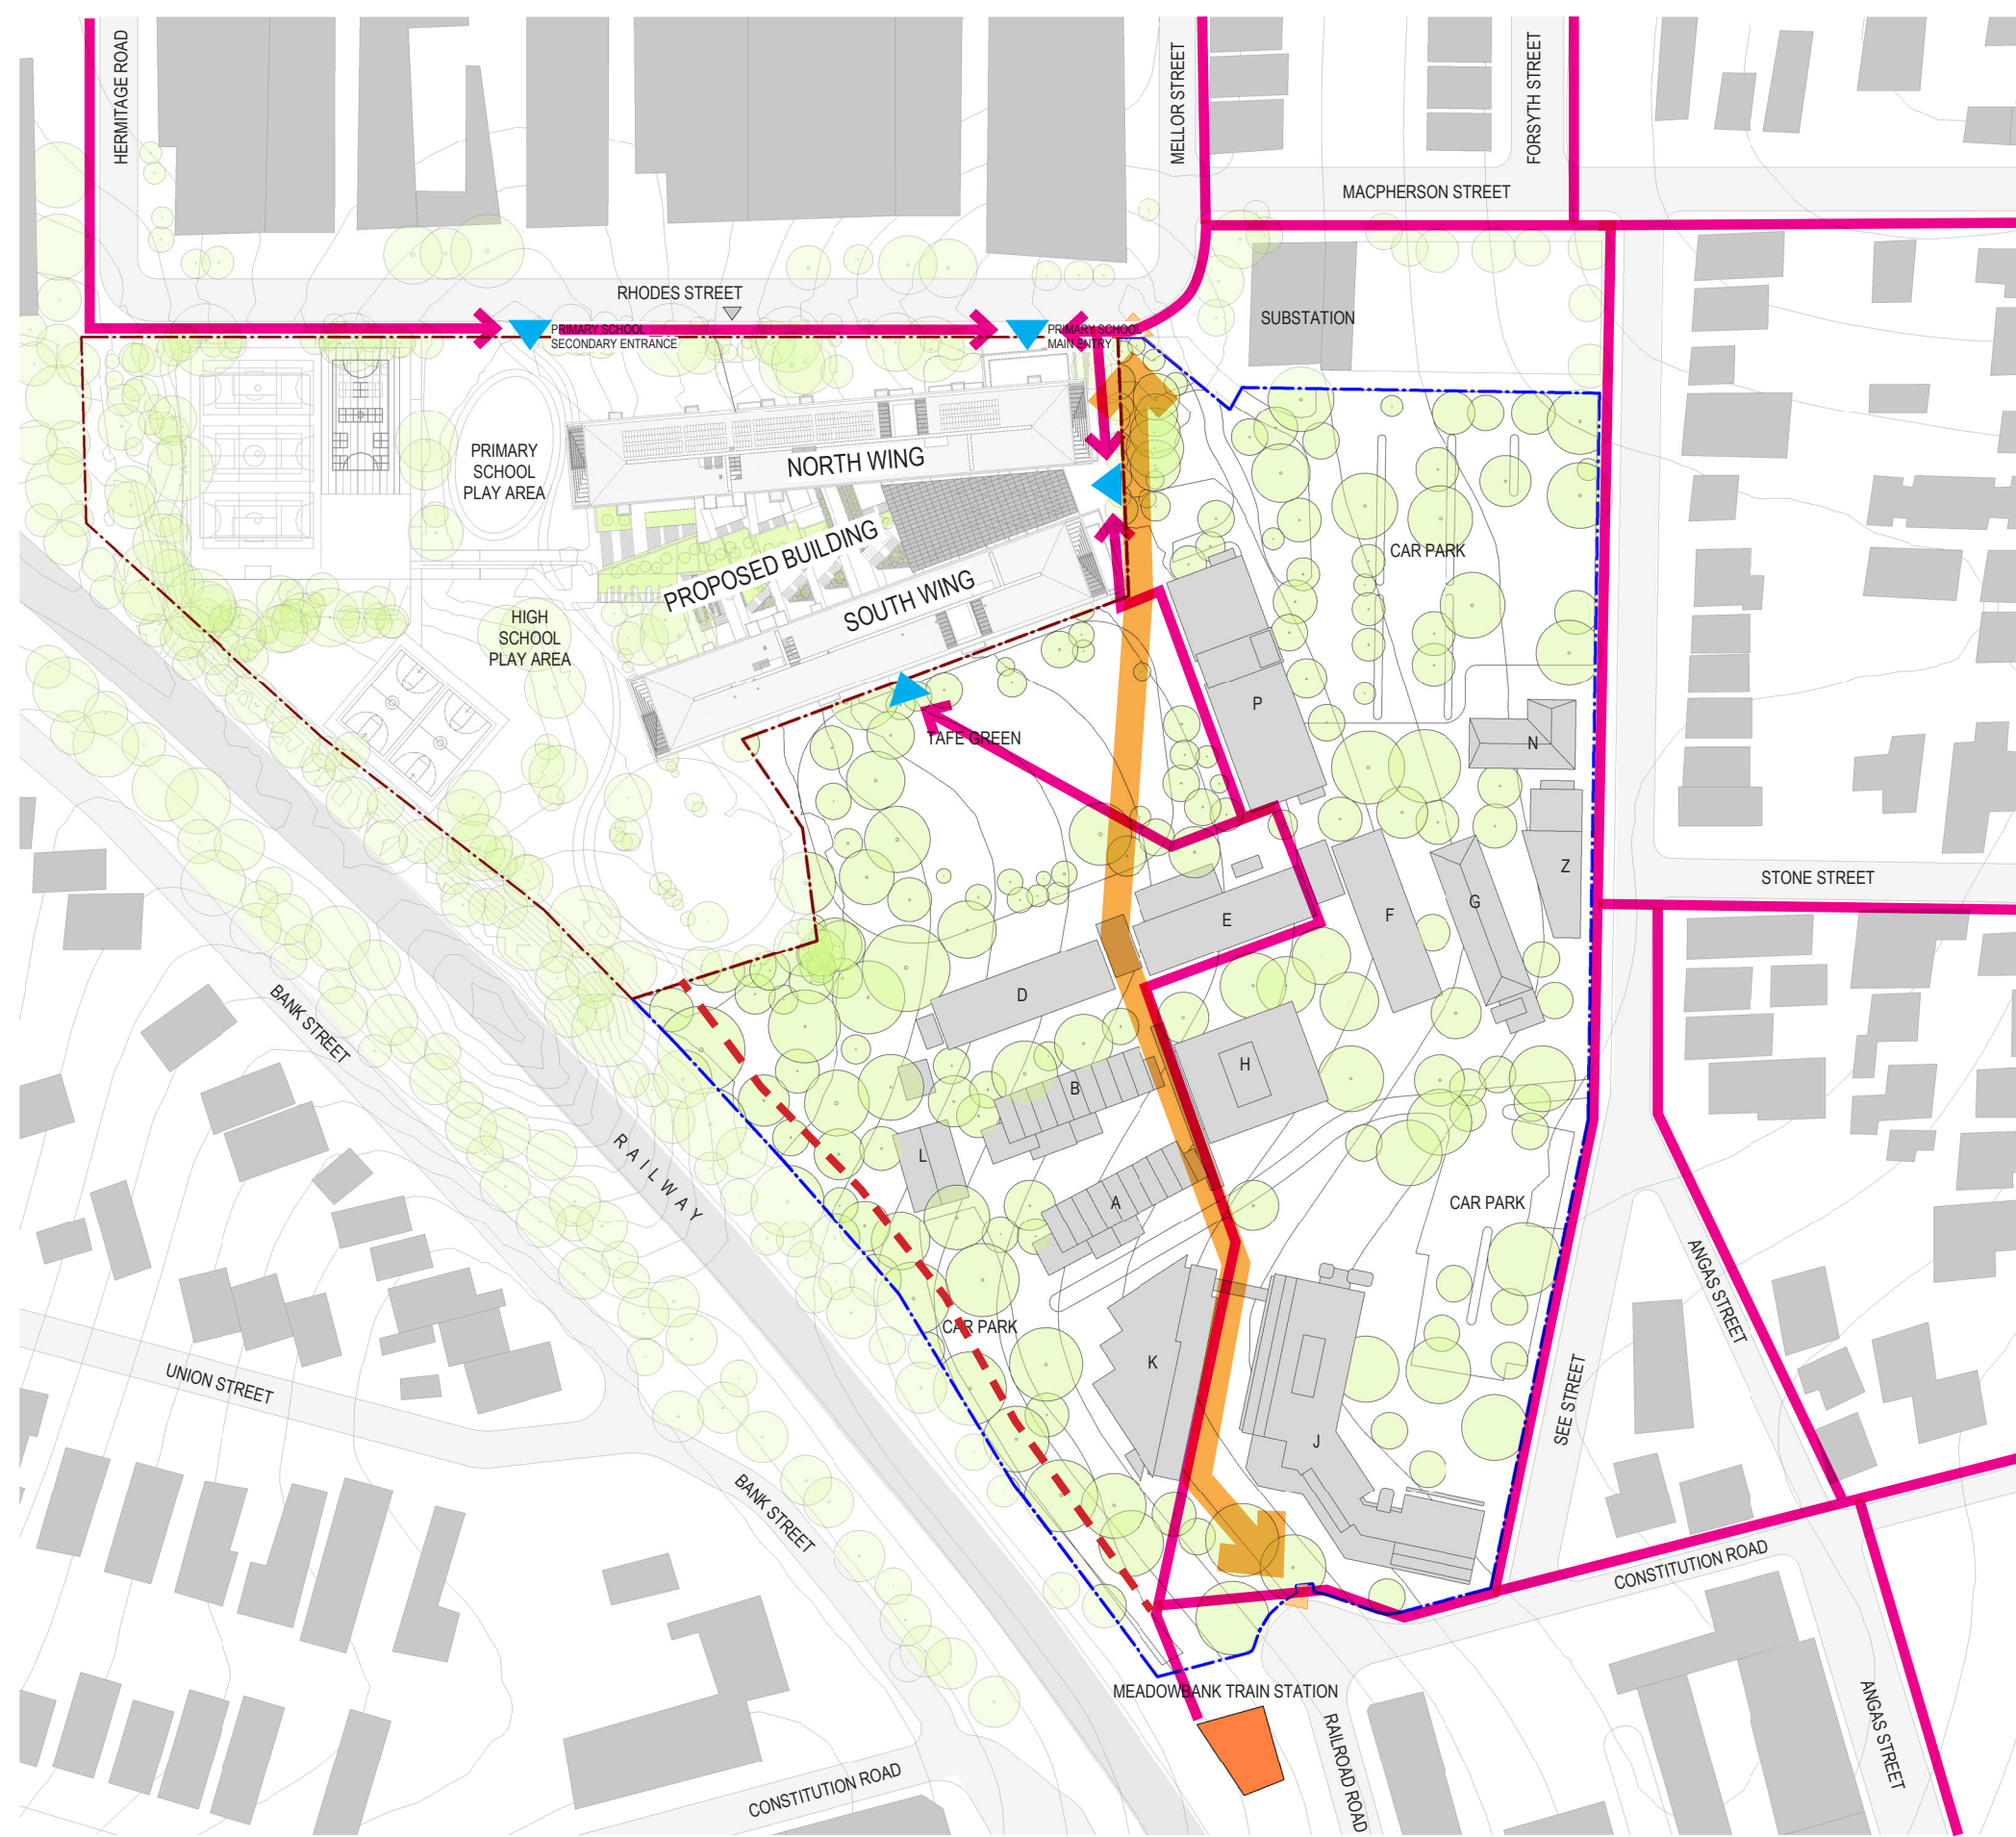 HERMITAGE ROAD
MELLOR STREET
FORSYTH STREET
MACPHERSON STREET
RHODES STREET
SUBSTATION
PRIMARY SCHOOL
SECONDARY ENTRANCE
PRIMARY SCHOOL
MAIN ENTRY
PRIMARY
SCHOOL
PLAY AREA
NORTH WING
PROPOSED BUILDING
SOUTH WING
CAR PARK
HIGH
SCHOOL
PLAY AREA
P
TAFE GREEN
N
Z
STONE STREET
G
F
E
D
BANK STREET
H
B
RAILWAY
L
A
CAR PARK
ANGAS STREET
CAR PARK
K
UNION STREET
SEE STREET
J
BANK STREET
CONSTITUTION ROAD
MEADOWBANK TRAIN STATION
RAILROAD ROAD
ANGAS STREET
CONSTITUTION ROAD